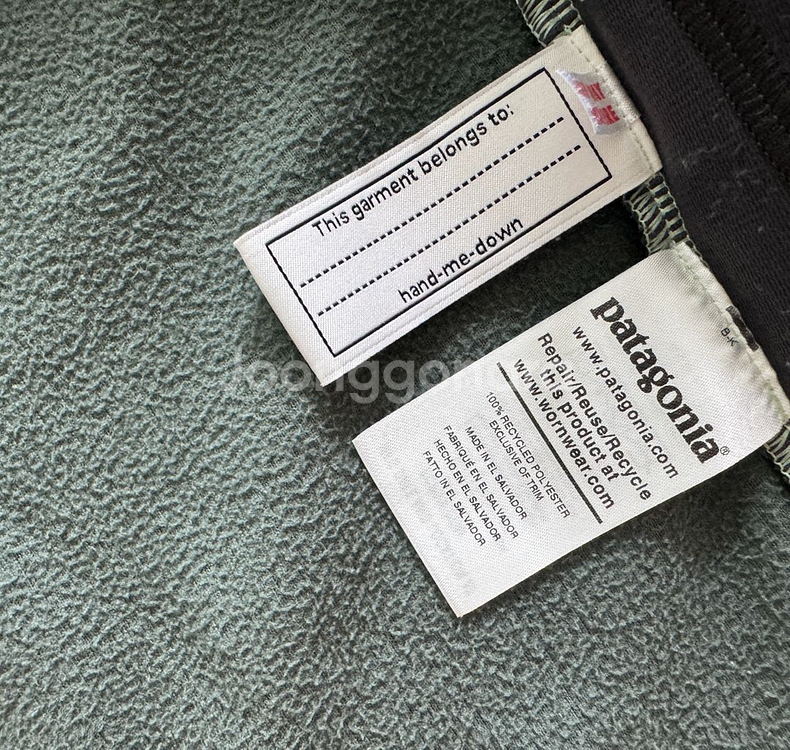 This garment belongs to:
hand-me-down
B-K
patagonia®
www.patagonia.com
Repair/Reuse/Recycle
this product at
www.wornwear.com
100% RECYCLED POLYESTER
EXCLUSIVE OF TRIM
MADE IN EL SALVADOR
FABRIQUÉ EN EL SALVADOR
HECHO EN EL SALVADOR
FATTO IN EL SALVADOR